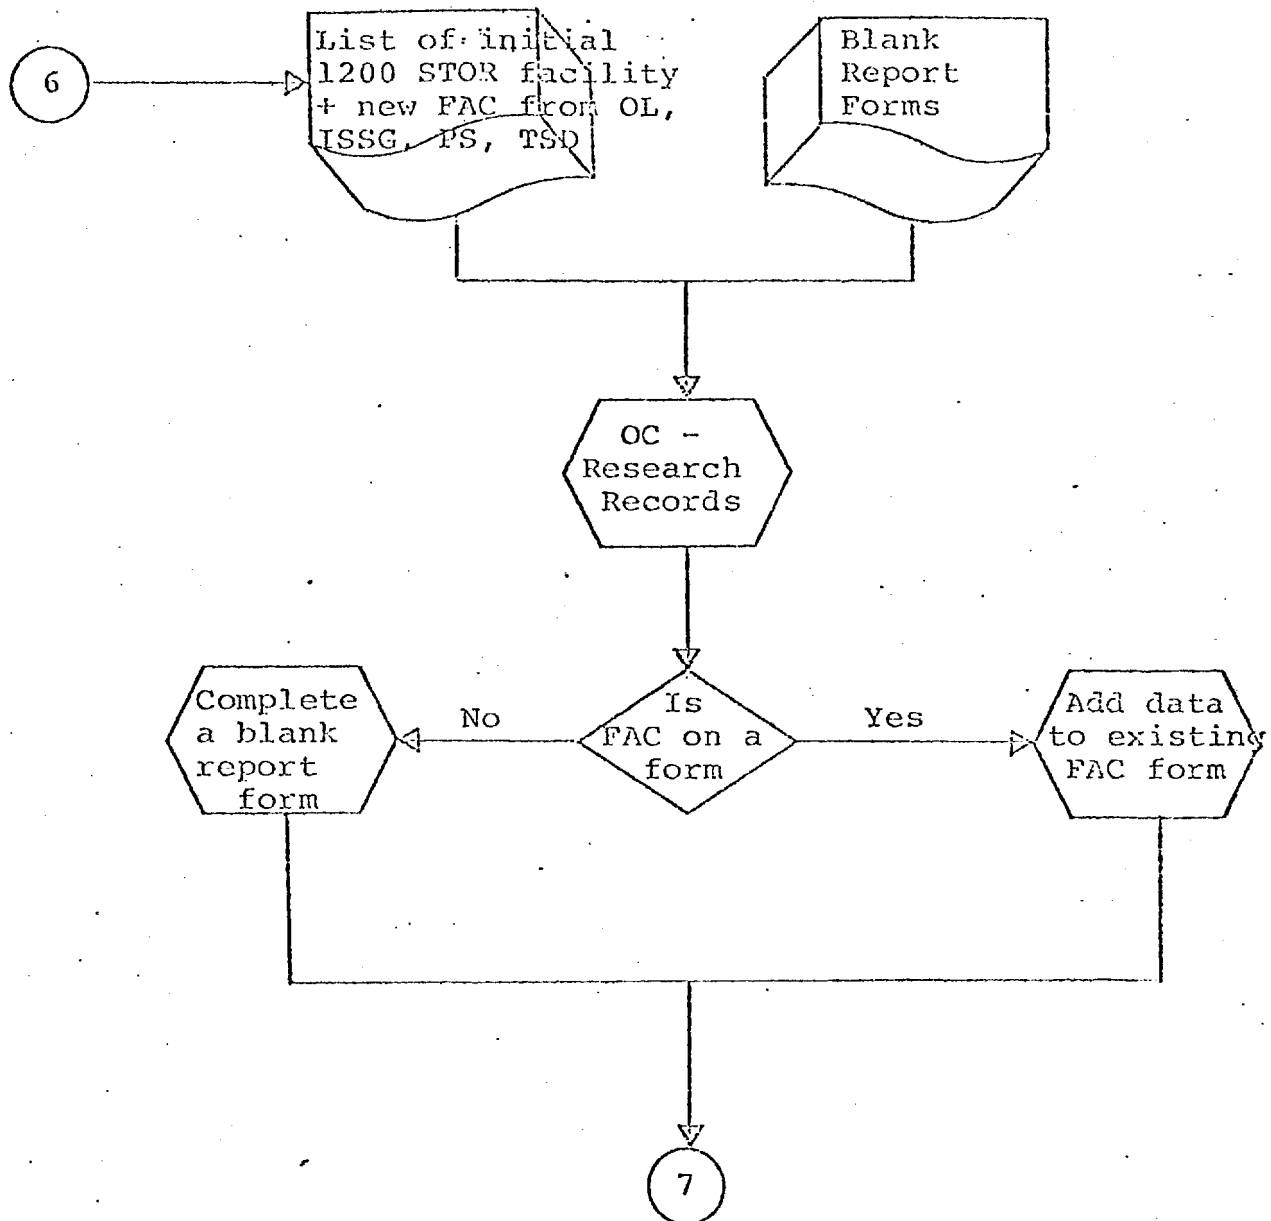 6
List of initial
1200 STOR facility
+ new FAC from OL,
ISSG, PS, TSD
Blank
Report
Forms
OC -
Research
Records
Is
FAC on a
form
No
Yes
Complete
a blank
report
form
Add data
to existing
FAC form
7